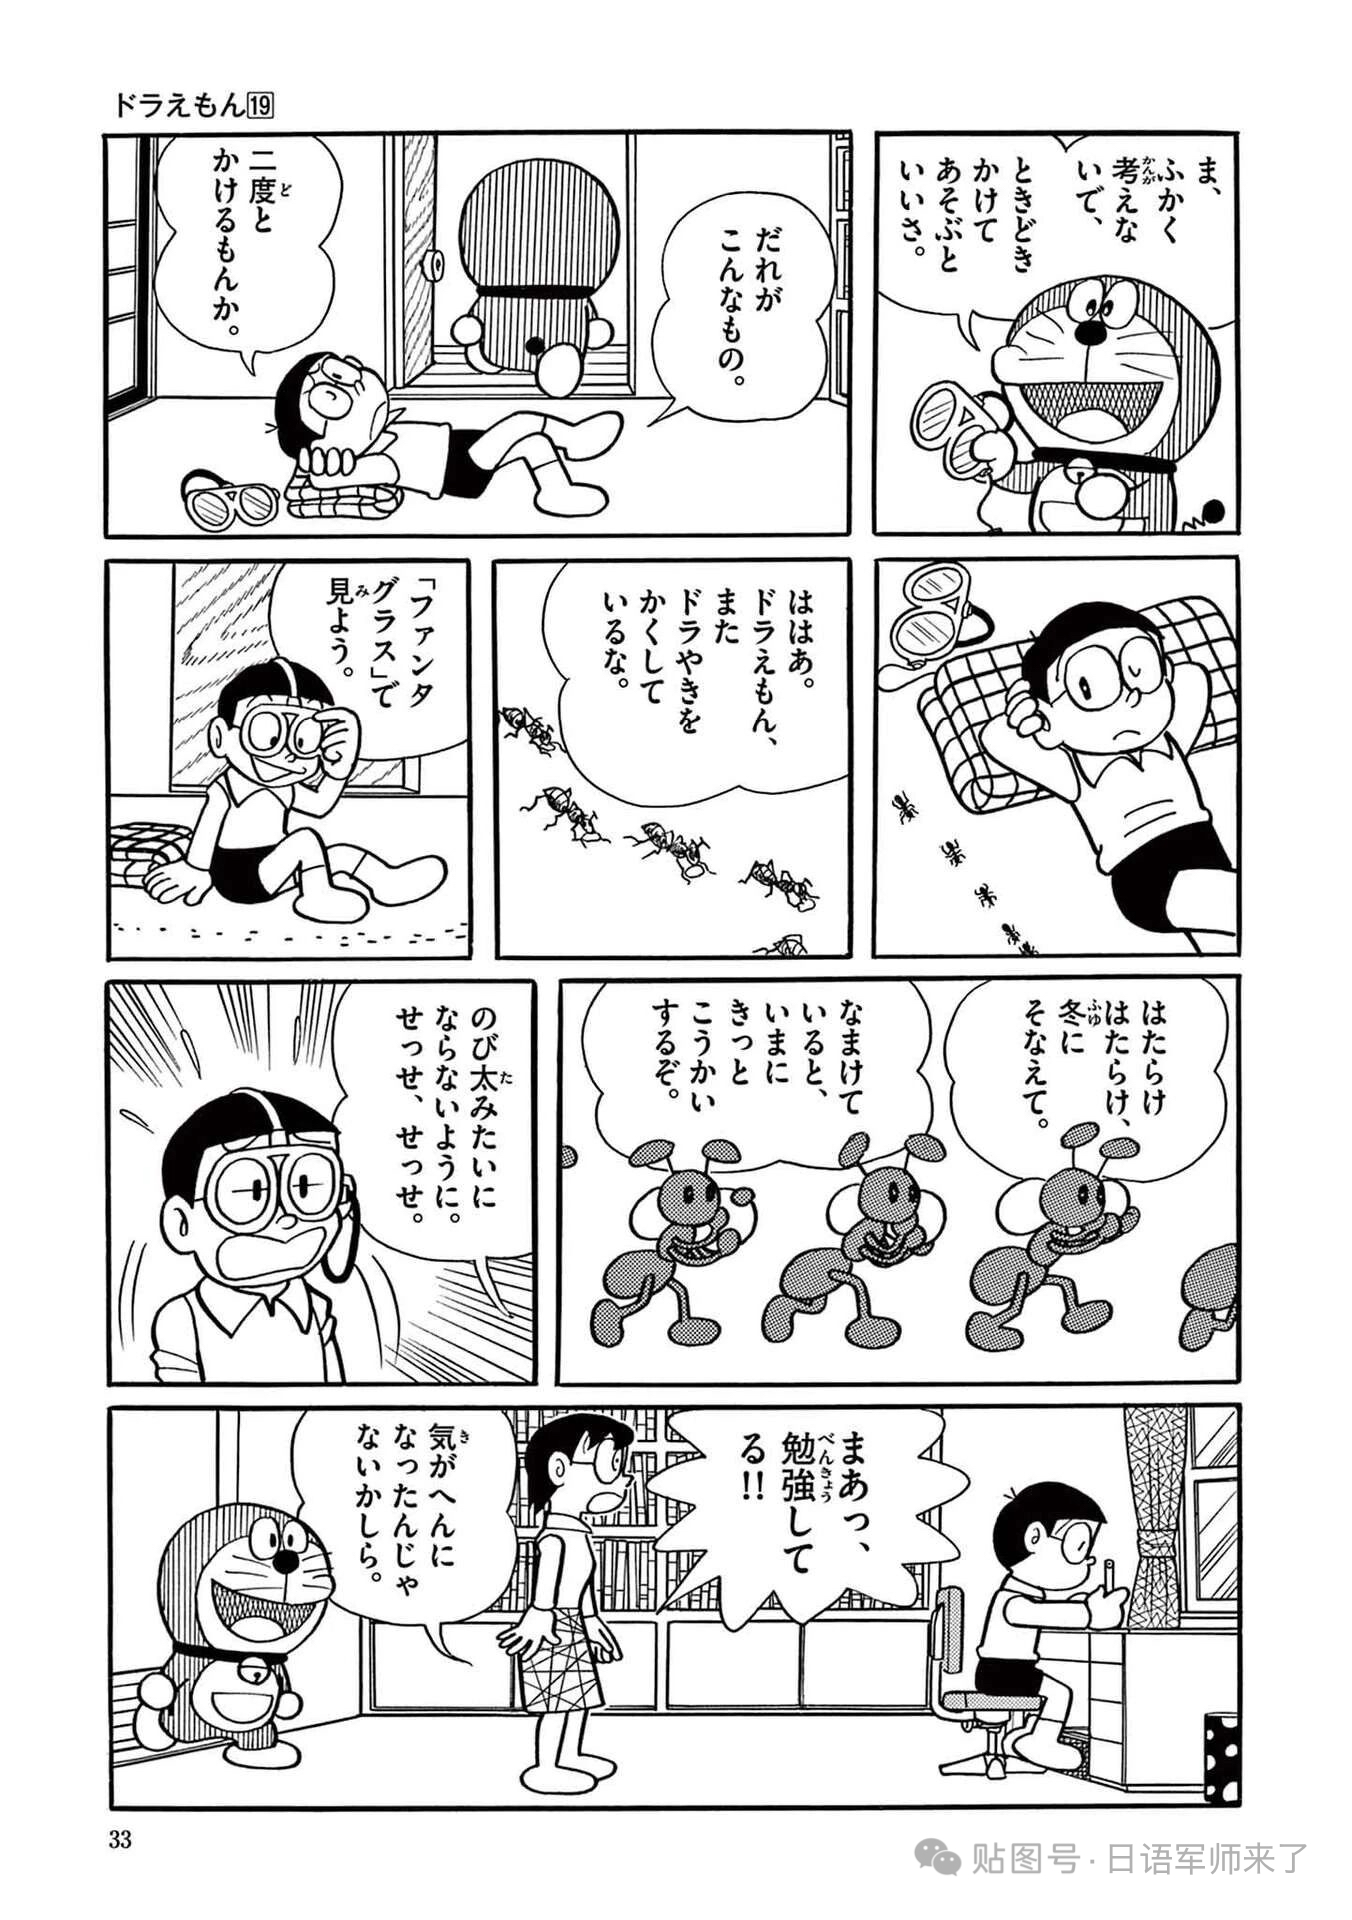 ドラえもん19
ま、
ふかく
考えな
いで、
ときどき
かけて
あそぶと
いいさ。
だれが
こんなもの。
二度と
かけるもんか。
ははあ。
ドラえもん、
また
ドラやきを
かくして
いるな。
「ファンタ
グラス」で
見よう。
はたらけ
はたらけ、
冬に
そなえて。
なまけて
いると、
いまに
きっと
こうかい
するぞ。
のび太みたいに
ならないように。
せっせ、せっせ。
まあっ、
勉強して
る!!
気がへんに
なったんじゃ
ないかしら。
33
贴图号·日语军师来了